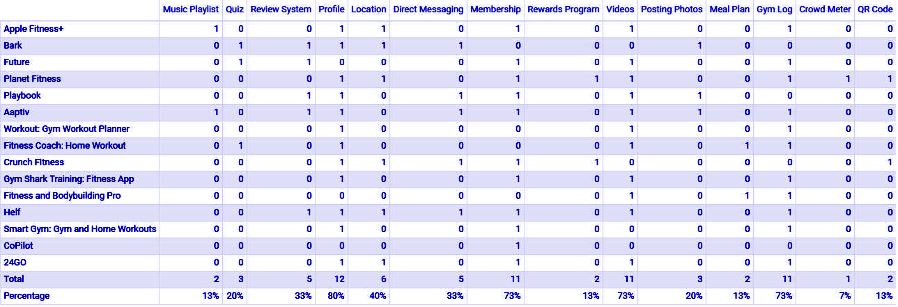 Music Playlist Quiz Review System Profile Location Direct Messaging Membership Rewards Program Videos Posting Photos Meal Plan Gym Log Crowd Meter QR Code
Apple Fitness+ 1 0 0 1 1 0 1 0 1 0 0 1 0 0
Bark 0 1 1 1 1 1 0 0 0 1 0 0 0 0
Future 0 1 1 0 0 0 1 0 1 0 0 1 0 0
Planet Fitness 0 0 0 1 1 0 1 1 1 0 0 1 1 1
Playbook 0 0 1 1 0 1 1 0 1 1 0 0 0 0
Aaptiv 1 0 1 1 0 1 1 0 1 1 0 1 0 0
Workout: Gym Workout Planner 0 0 0 1 0 0 0 0 1 0 0 1 0 0
Fitness Coach: Home Workout 0 1 0 1 0 0 0 0 1 0 1 1 0 0
Crunch Fitness 0 0 0 1 1 1 1 1 0 0 0 0 0 1
Gym Shark Training: Fitness App 0 0 0 1 0 0 1 0 1 0 0 1 0 0
Fitness and Bodybuilding Pro 0 0 0 0 0 0 0 0 1 0 1 1 0 0
Helf 0 0 1 1 1 1 1 0 1 0 0 1 0 0
Smart Gym: Gym and Home Workouts 0 0 0 1 0 0 1 0 1 0 0 1 0 0
CoPilot 0 0 0 0 0 0 1 0 0 0 0 0 0 0
24GO 0 0 0 1 1 0 1 0 1 0 0 1 0 0
Total 2 3 5 12 6 5 11 2 11 3 2 11 1 2
Percentage 13% 20% 33% 80% 40% 33% 73% 13% 73% 20% 13% 73% 7% 13%